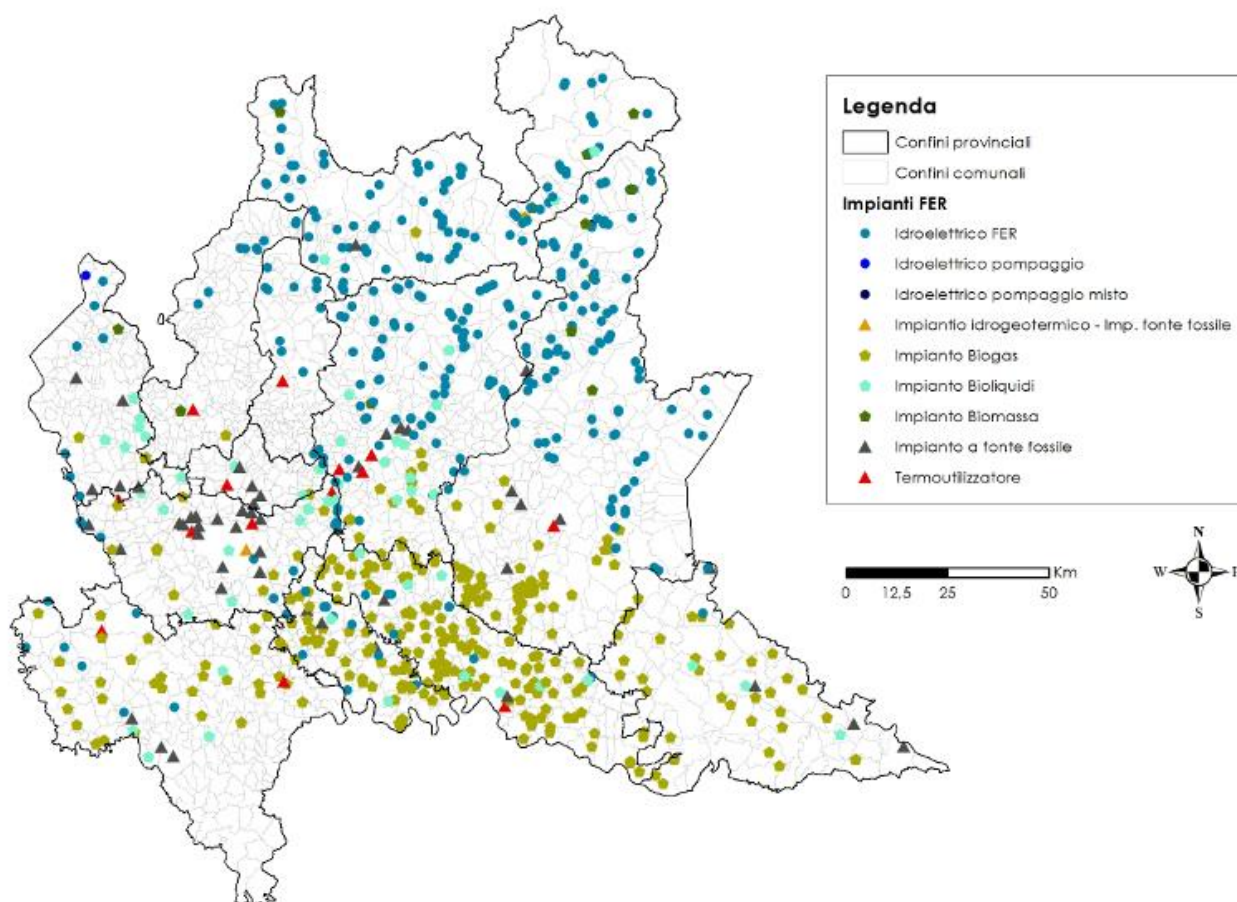 Legenda
Confini provinciali
Confini comunali
Impianti FER
Idroelettrico FER
Idroelettrico pompaggio
Idroelettrico pompaggio misto
Impiantio idrogeotermico - Imp. fonte fossile
Impianto Biogas
Impianto Bioliquidi
Impianto Biomassa
Impianto a fonte fossile
Termoutilizzatore
N
W E
S
Km
0 12,5 25 50